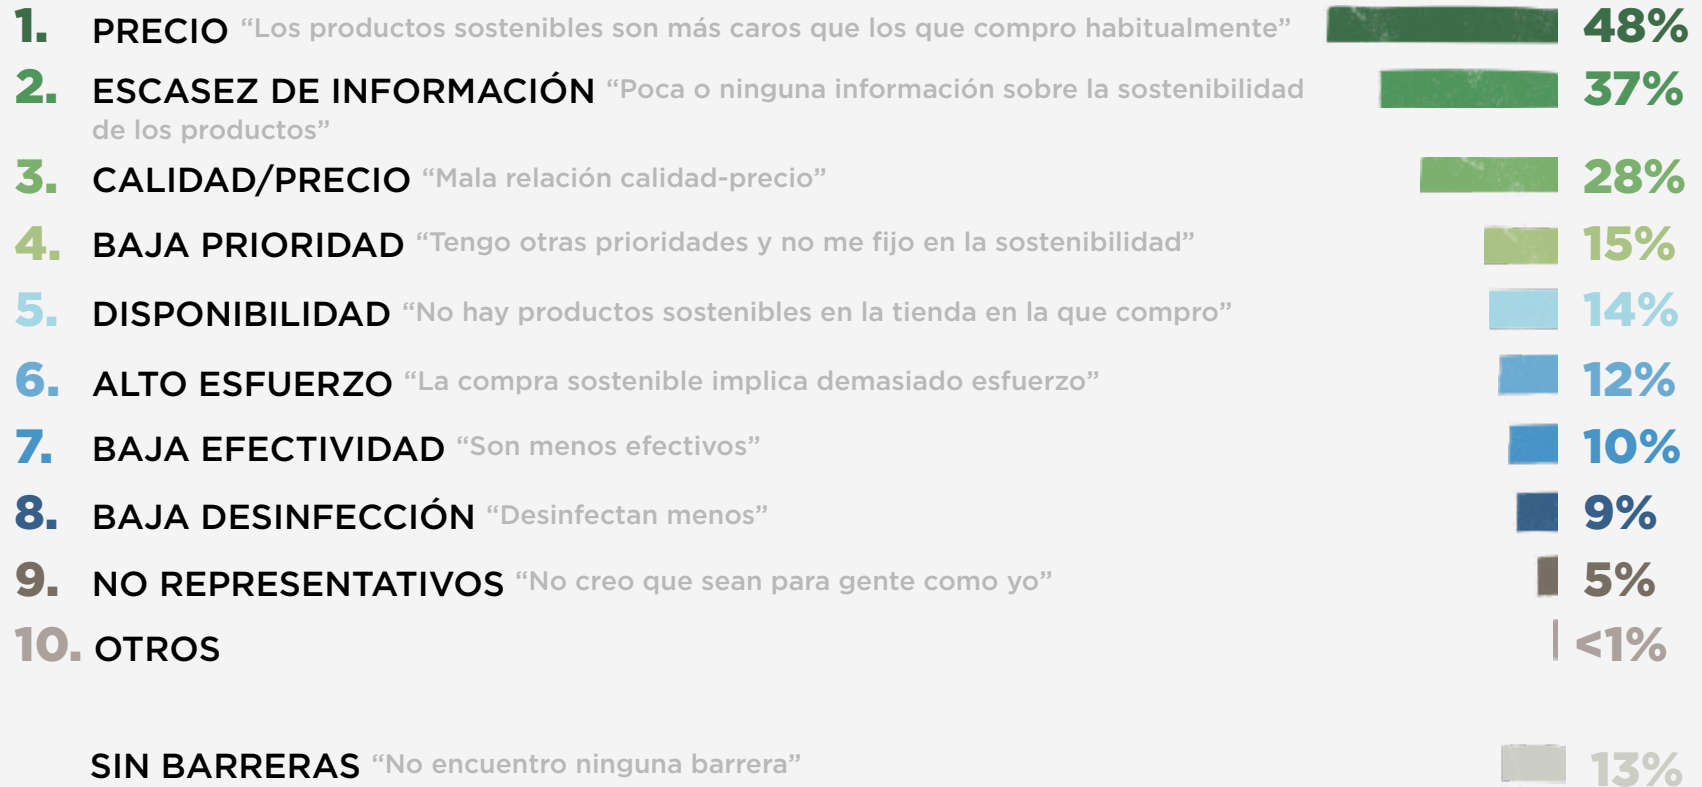 1. PRECIO “Los productos sostenibles son más caros que los que compro habitualmente” 48%
2. ESCASEZ DE INFORMACIÓN “Poca o ninguna información sobre la sostenibilidad 37%
de los productos”
3. CALIDAD/PRECIO “Mala relación calidad-precio” 28%
4. BAJA PRIORIDAD “Tengo otras prioridades y no me fijo en la sostenibilidad” 15%
5. DISPONIBILIDAD “No hay productos sostenibles en la tienda en la que compro” 14%
6. ALTO ESFUERZO “La compra sostenible implica demasiado esfuerzo” 12%
7. BAJA EFECTIVIDAD “Son menos efectivos” 10%
8. BAJA DESINFECCIÓN “Desinfectan menos” 9%
9. NO REPRESENTATIVOS “No creo que sean para gente como yo” 5%
10. OTROS <1%
SIN BARRERAS “No encuentro ninguna barrera” 13%